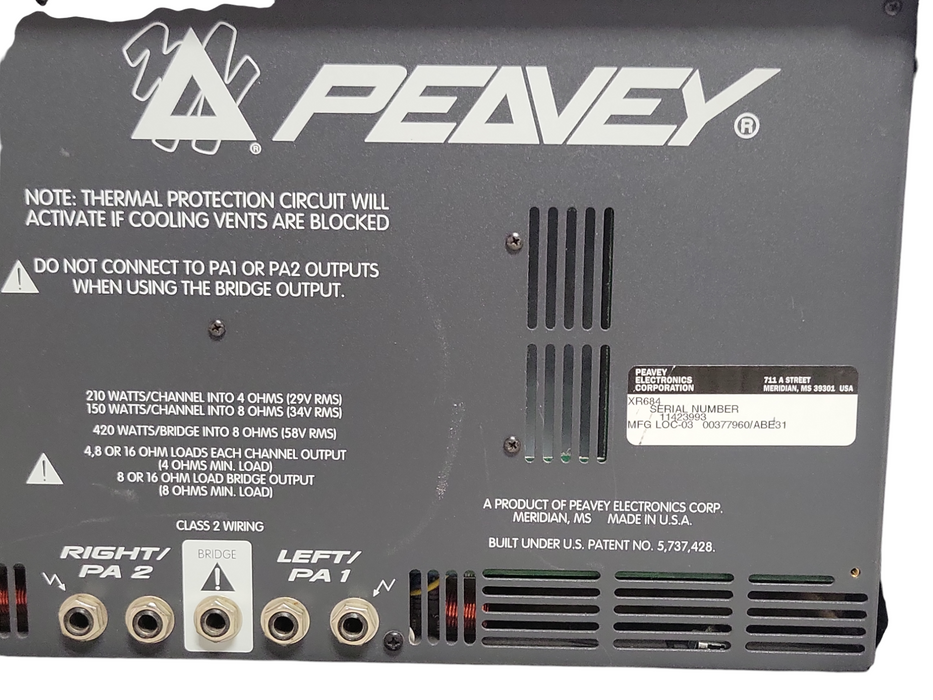 PEAVEY®
®
NOTE: THERMAL PROTECTION CIRCUIT WILL
ACTIVATE IF COOLING VENTS ARE BLOCKED
DO NOT CONNECT TO PA1 OR PA2 OUTPUTS
WHEN USING THE BRIDGE OUTPUT.
210 WATTS/CHANNEL INTO 4 OHMS (29V RMS)
150 WATTS/CHANNEL INTO 8 OHMS (34V RMS)
420 WATTS/BRIDGE INTO 8 OHMS (58V RMS)
4,8 OR 16 OHM LOADS EACH CHANNEL OUTPUT
(4 OHMS MIN. LOAD)
8 OR 16 OHM LOAD BRIDGE OUTPUT
(8 OHMS MIN. LOAD)
CLASS 2 WIRING
RIGHT/
PA 2
BRIDGE
LEFT/
PA 1
PEAVEY
ELECTRONICS
CORPORATION
711 A STREET
MERIDIAN, MS 39301 USA
XR684
SERIAL NUMBER
11423993
MFG LOC-03 00377960/ABE31
A PRODUCT OF PEAVEY ELECTRONICS CORP.
MERIDIAN, MS MADE IN U.S.A.
BUILT UNDER U.S. PATENT NO. 5,737,428.